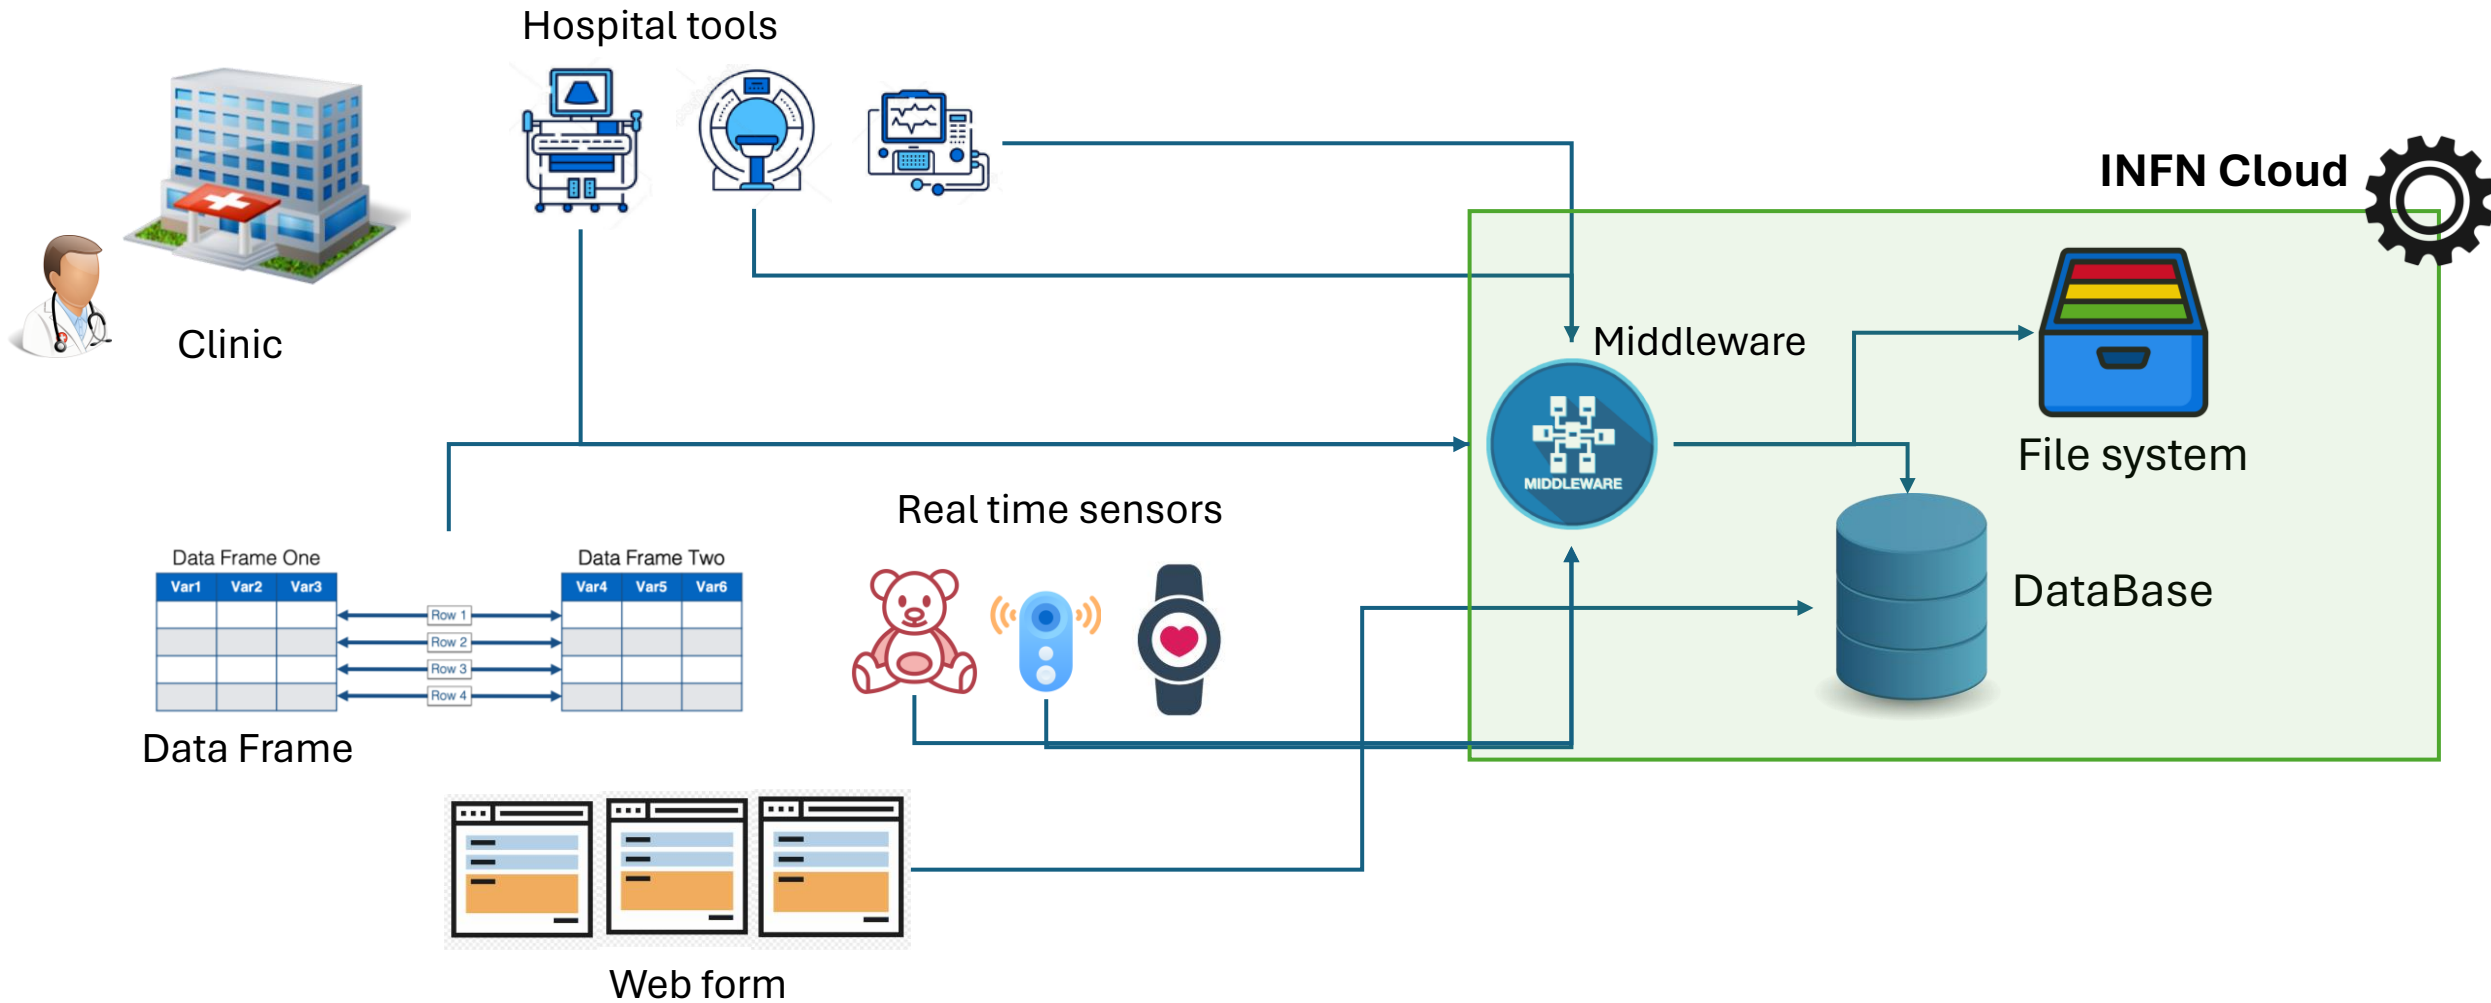 Hospital tools
INFN Cloud
Clinic
Middleware
MIDDLEWARE
File system
Real time sensors
Data Frame One
Var1 Var2 Var3
Data Frame Two
Var4 Var5 Var6
Row 1
Row 2
Row 3
Row 4
DataBase
Data Frame
Web form